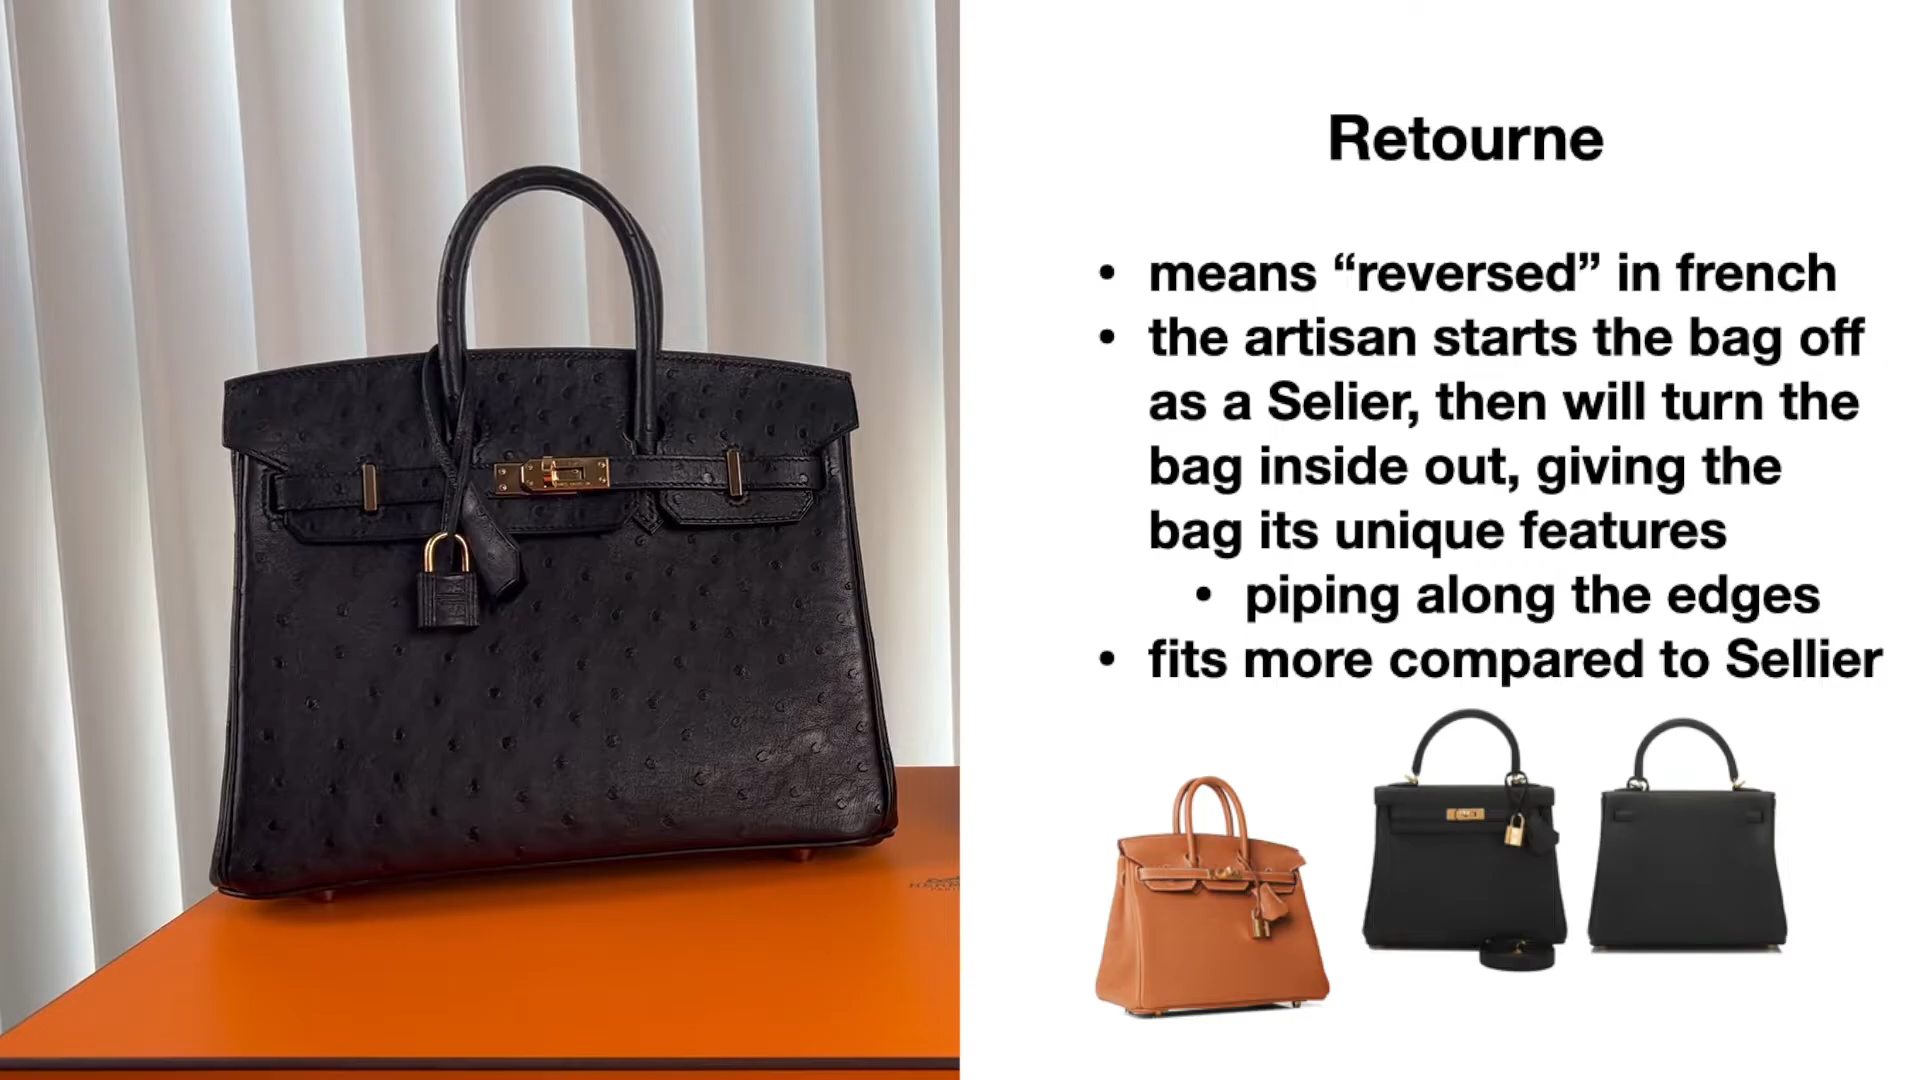 Retourne
• means “reversed” in french
• the artisan starts the bag off
as a Selier, then will turn the
bag inside out, giving the
bag its unique features
• piping along the edges
• fits more compared to Sellier